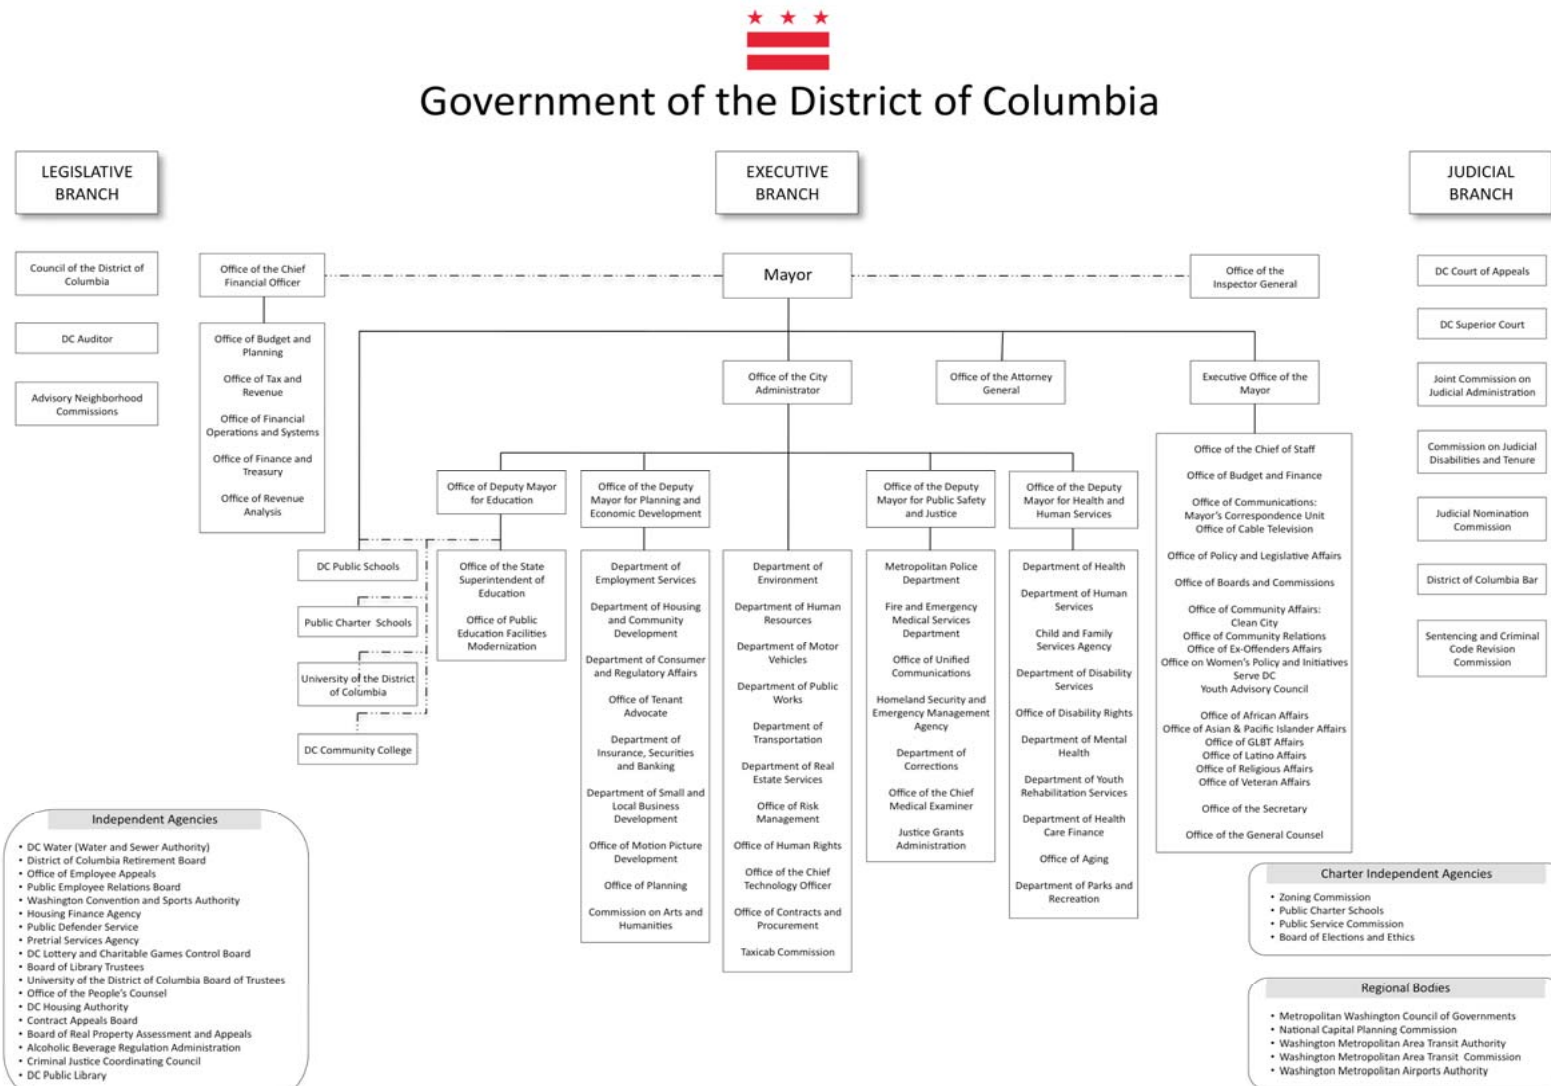 Government of the District of Columbia
LEGISLATIVE
BRANCH
EXECUTIVE
BRANCH
JUDICIAL
BRANCH
Council of the District of
Columbia
DC Auditor
Advisory Neighborhood
Commissions
Office of the Chief
Financial Officer
Office of Budget and
Planning
Office of Tax and
Revenue
Office of Financial
Operations and Systems
Office of Finance and
Treasury
Office of Revenue
Analysis
Mayor
Office of the
Inspector General
Office of the City
Administrator
Office of the Attorney
General
Executive Office of the
Mayor
Office of Deputy Mayor
for Education
Office of the Deputy
Mayor for Planning and
Economic Development
Office of the Deputy
Mayor for Public Safety
and Justice
Office of the Deputy
Mayor for Health and
Human Services
DC Public Schools
Public Charter Schools
University of the District
of Columbia
DC Community College
Office of the State
Superintendent of
Education
Office of Public
Education Facilities
Modernization
Department of
Employment Services
Department of Housing
and Community
Development
Department of Consumer
and Regulatory Affairs
Office of Tenant
Advocate
Department of
Insurance, Securities
and Banking
Department of Small and
Local Business
Development
Office of Motion Picture
Development
Office of Planning
Commission on Arts and
Humanities
Department of
Environment
Department of Human
Resources
Department of Motor
Vehicles
Department of Public
Works
Department of
Transportation
Department of Real
Estate Services
Office of Risk
Management
Office of Human Rights
Office of the Chief
Technology Officer
Office of Contracts and
Procurement
Taxicab Commission
Metropolitan Police
Department
Fire and Emergency
Medical Services
Department
Office of Unified
Communications
Homeland Security and
Emergency Management
Agency
Department of
Corrections
Office of the Chief
Medical Examiner
Justice Grants
Administration
Department of Health
Department of Human
Services
Child and Family
Services Agency
Department of Disability
Services
Office of Disability Rights
Department of Mental
Health
Department of Youth
Rehabilitation Services
Department of Health
Care Finance
Office of Aging
Department of Parks and
Recreation
Office of the Chief of Staff
Office of Budget and Finance
Office of Communications:
Mayor's Correspondence Unit
Office of Cable Television
Office of Policy and Legislative Affairs
Office of Boards and Commissions
Office of Community Affairs:
Clean City
Office of Community Relations
Office of Ex-Offenders Affairs
Office on Women's Policy and Initiatives
Serve DC
Youth Advisory Council
Office of African Affairs
Office of Asian & Pacific Islander Affairs
Office of GLBT Affairs
Office of Latino Affairs
Office of Religious Affairs
Office of Veteran Affairs
Office of the Secretary
Office of the General Counsel
DC Court of Appeals
DC Superior Court
Joint Commission on
Judicial Administration
Commission on Judicial
Disabilities and Tenure
Judicial Nomination
Commission
District of Columbia Bar
Sentencing and Criminal
Code Revision
Commission
Independent Agencies
• DC Water (Water and Sewer Authority)
• District of Columbia Retirement Board
• Office of Employee Appeals
• Public Employee Relations Board
• Washington Convention and Sports Authority
• Housing Finance Agency
• Public Defender Service
• Pretrial Services Agency
• DC Lottery and Charitable Games Control Board
• Board of Library Trustees
• University of the District of Columbia Board of Trustees
• Office of the People's Counsel
• DC Housing Authority
• Contract Appeals Board
• Board of Real Property Assessment and Appeals
• Alcoholic Beverage Regulation Administration
• Criminal Justice Coordinating Council
• DC Public Library
Charter Independent Agencies
• Zoning Commission
• Public Charter Schools
• Public Service Commission
• Board of Elections and Ethics
Regional Bodies
• Metropolitan Washington Council of Governments
• National Capital Planning Commission
• Washington Metropolitan Area Transit Authority
• Washington Metropolitan Area Transit Commission
• Washington Metropolitan Airports Authority